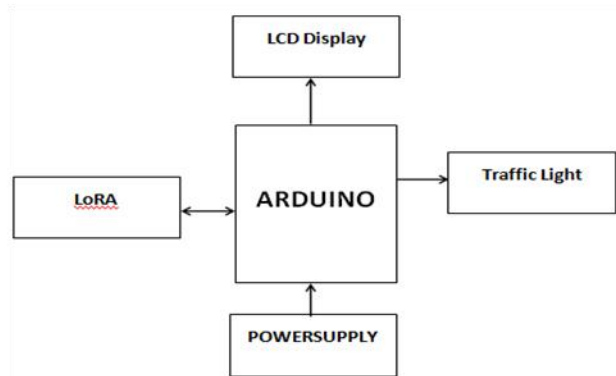 LCD Display
LoRA
ARDUINO
Traffic Light
POWERSUPPLY